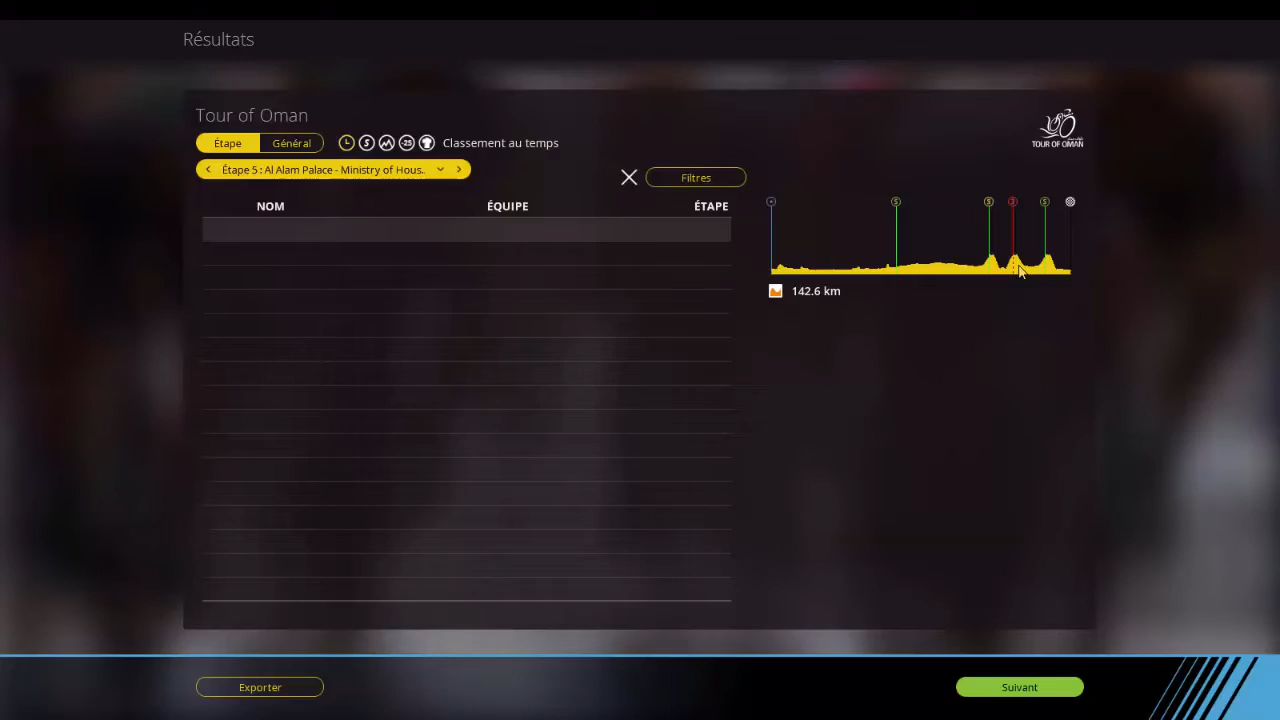 Résultats
Tour of Oman
Étape Général Classement au temps
Étape 5 : Al Alam Palace - Ministry of Hous.
Filtres
NOM ÉQUIPE ÉTAPE
S S 3 S
142.6 km
TOUR OF OMAN
Exporter
Suivant